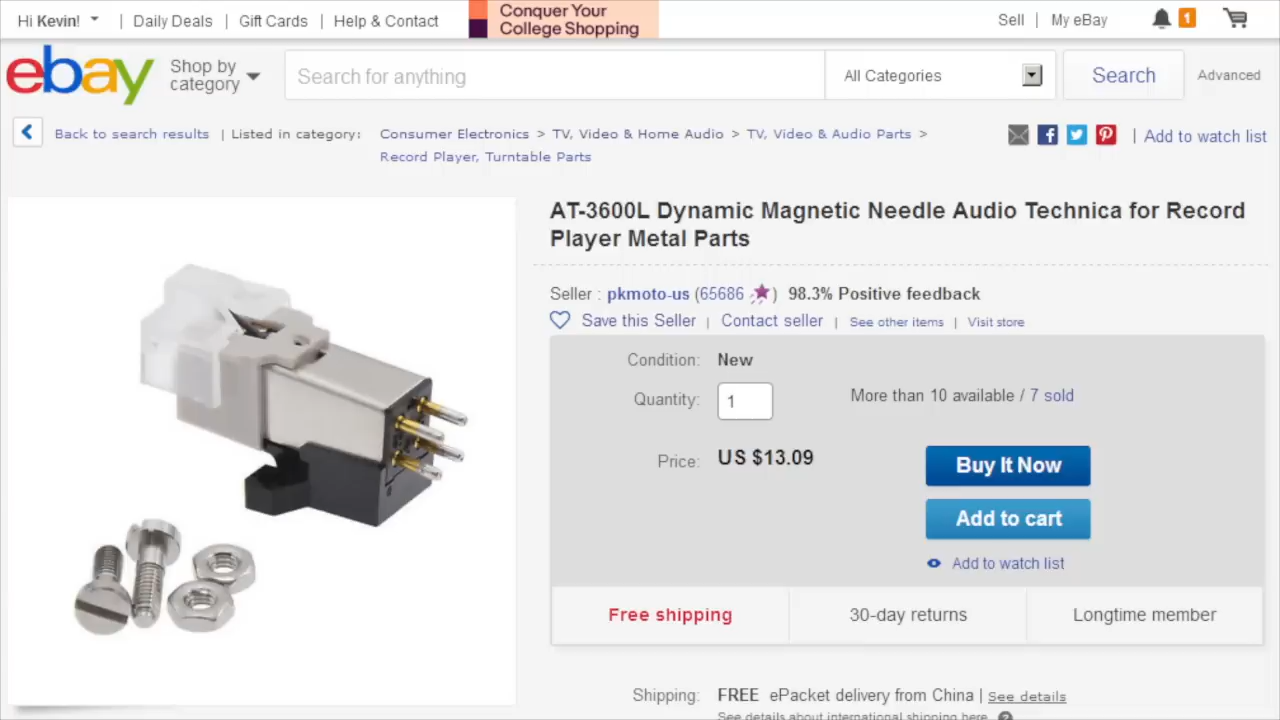 Hi Kevin! | Daily Deals | Gift Cards | Help & Contact
Conquer Your
College Shopping
Sell | My eBay
1
ebay
Shop by
category
Search for anything
All Categories
Search
Advanced
Back to search results | Listed in category: Consumer Electronics > TV, Video & Home Audio > TV, Video & Audio Parts >
Record Player, Turntable Parts
| Add to watch list
AT-3600L Dynamic Magnetic Needle Audio Technica for Record
Player Metal Parts
Seller : pkmoto-us (65686 ) 98.3% Positive feedback
Save this Seller | Contact seller | See other items | Visit store
Condition: New
Quantity: 1 More than 10 available / 7 sold
Price: US $13.09
Buy It Now
Add to cart
Add to watch list
Free shipping 30-day returns Longtime member
Shipping: FREE ePacket delivery from China | See details
See details about international shipping here. ?